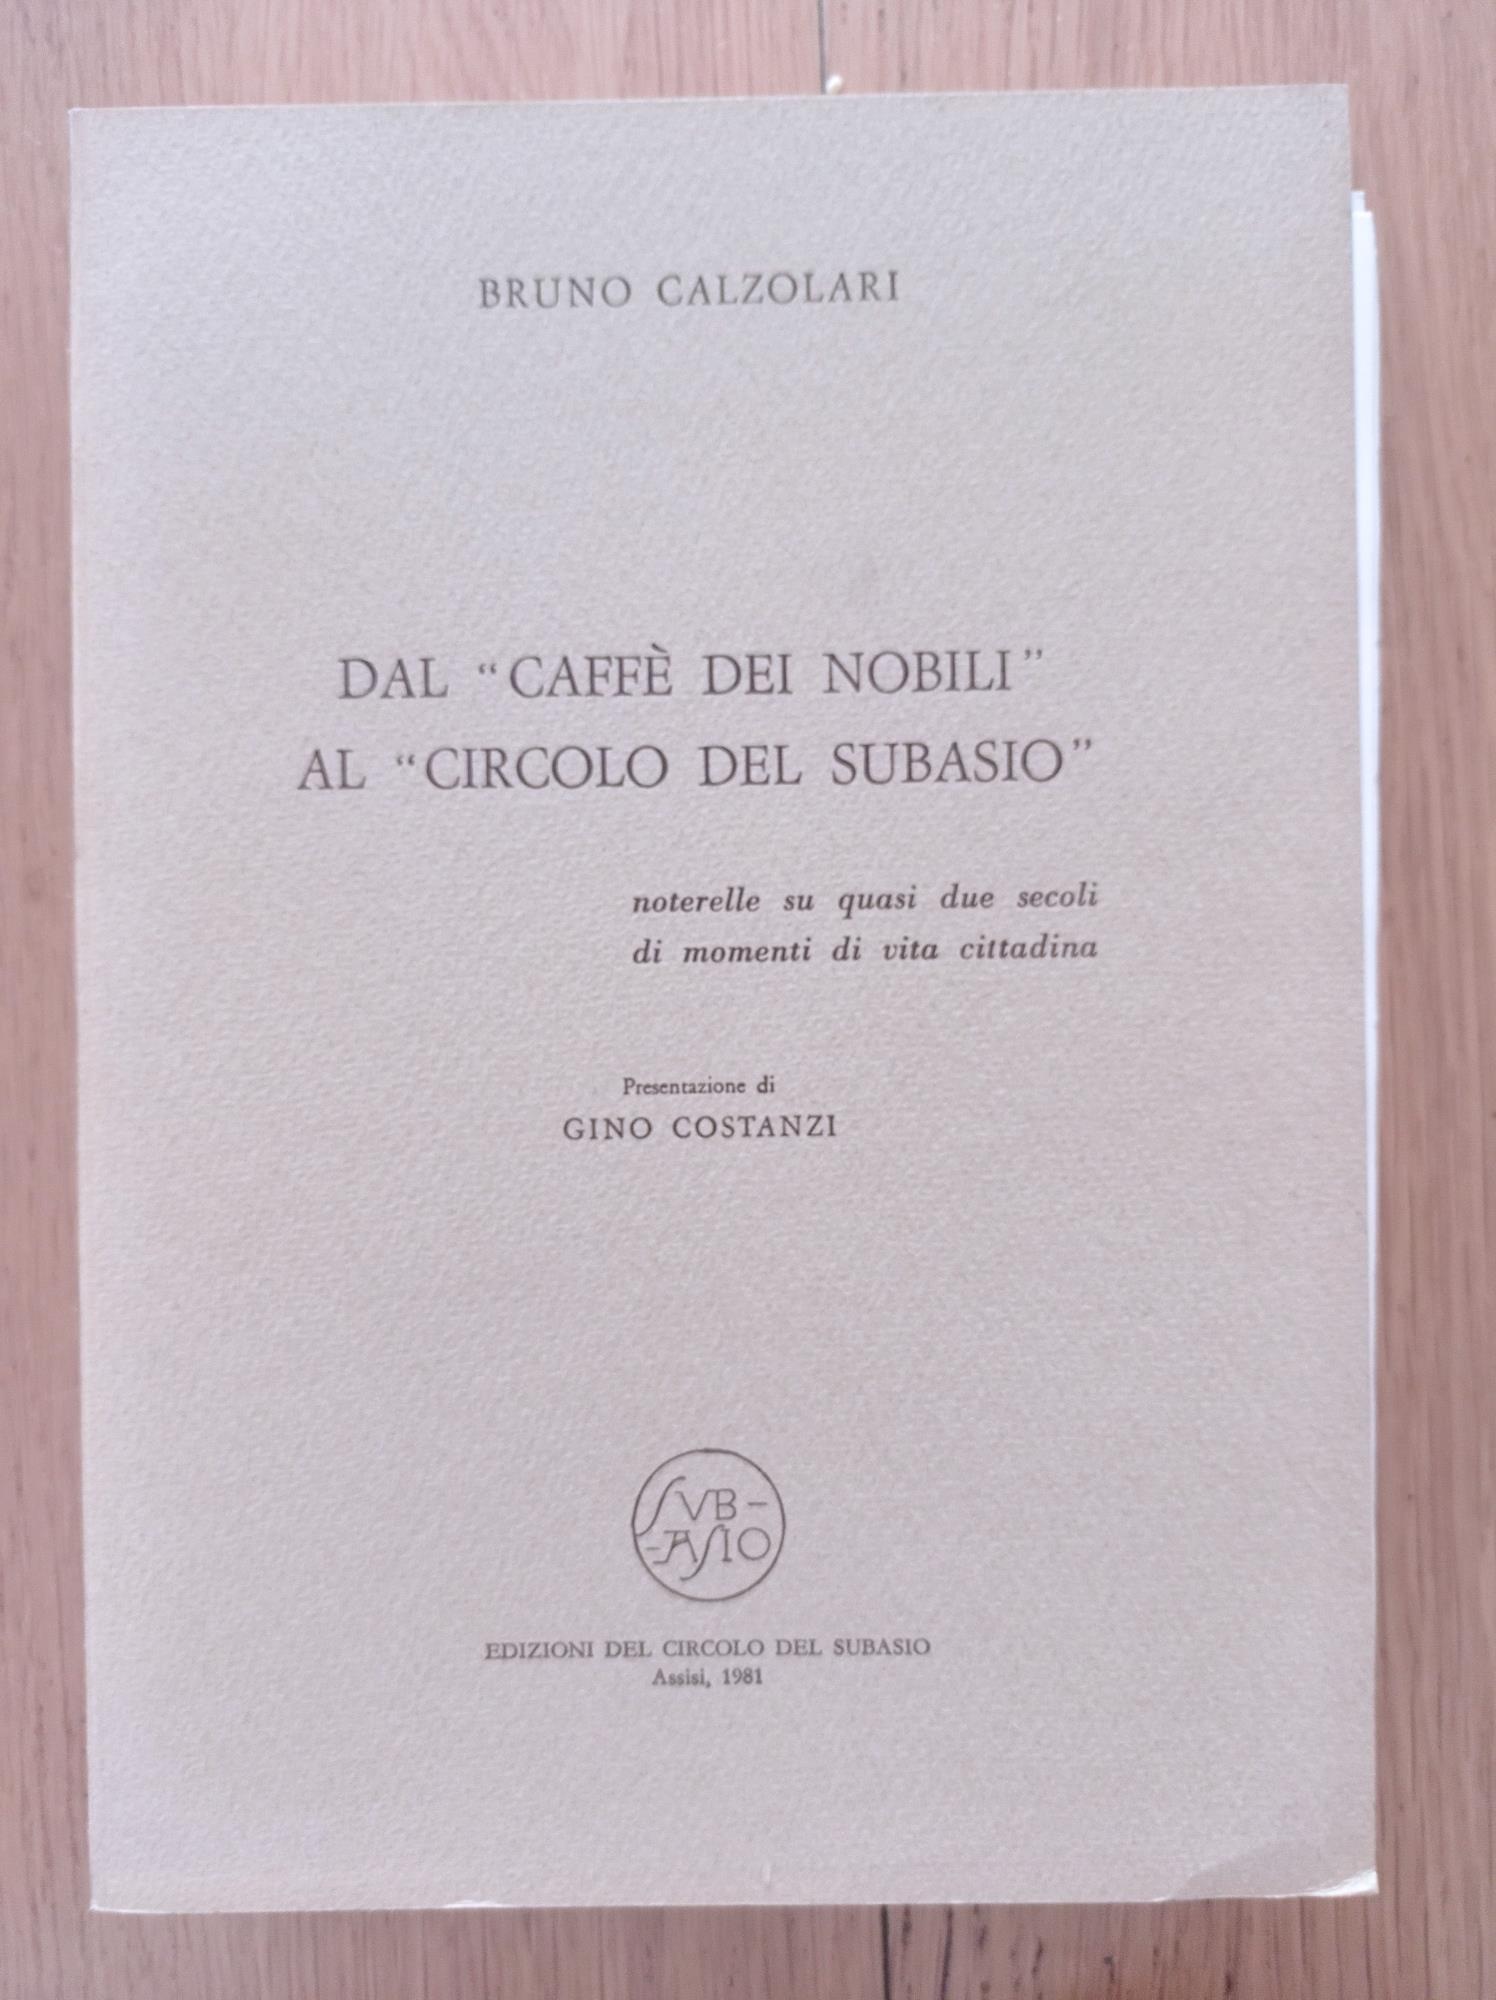 BRUNO CALZOLARI
DAL “CAFFÈ DEI NOBILI”
AL “CIRCOLO DEL SUBASIO”
noterelle su quasi due secoli
di momenti di vita cittadina
Presentazione di
GINO COSTANZI
SVB-
-ASIO
EDIZIONI DEL CIRCOLO DEL SUBASIO
Assisi, 1981